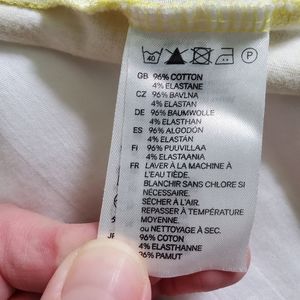 40
P
GB 96% COTTON
4% ELASTANE
CZ 96% BAVLNA
4% ELASTAN
DE 96% BAUMWOLLE
4% ELASTHAN
ES 96% ALGODÓN
4% ELASTÁN
FI 96% PUUVILLAA
4% ELASTAANIA
FR LAVER À LA MACHINE À
L'EAU TIÈDE.
BLANCHIR SANS CHLORE SI
NÉCESSAIRE.
SÉCHER À L'AIR.
REPASSER À TEMPÉRATURE
MOYENNE.
ou NETTOYAGE À SEC.
96% COTON
4% ELASTHANNE
96% PAMUT